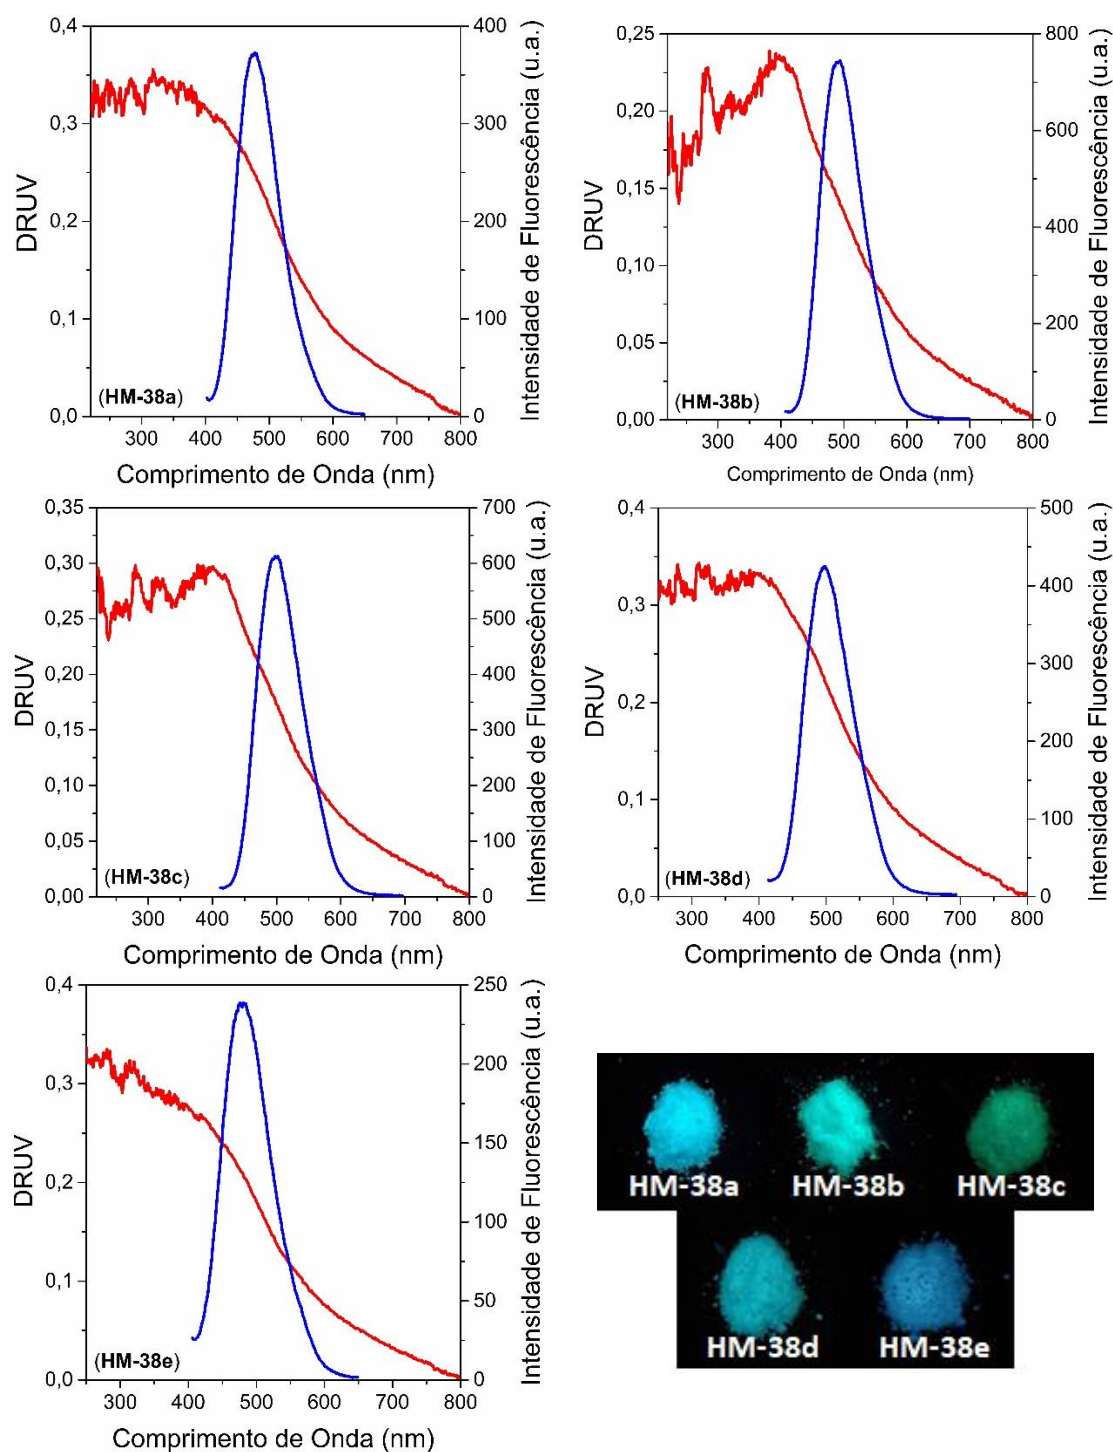 0,4
0,3
0,2
0,1
0,0
DRUV
400
300
200
100
0
Intensidade de Fluorescência (u.a.)
(HM-38a)
300 400 500 600 700 800
Comprimento de Onda (nm)
0,25
0,20
0,15
0,10
0,05
0,00
DRUV
800
600
400
200
0
Intensidade de Fluorescência (u.a.)
(HM-38b)
300 400 500 600 700 800
Comprimento de Onda (nm)
0,35
0,30
0,25
0,20
0,15
0,10
0,05
0,00
DRUV
700
600
500
400
300
200
100
0
Intensidade de Fluorescência (u.a.)
(HM-38c)
300 400 500 600 700 800
Comprimento de Onda (nm)
0,4
0,3
0,2
0,1
0,0
DRUV
500
400
300
200
100
0
Intensidade de Fluorescência (u.a.)
(HM-38d)
300 400 500 600 700 800
Comprimento de Onda (nm)
0,4
0,3
0,2
0,1
0,0
DRUV
250
200
150
100
50
0
Intensidade de Fluorescência (u.a.)
(HM-38e)
300 400 500 600 700 800
Comprimento de Onda (nm)
HM-38a HM-38b HM-38c
HM-38d HM-38e